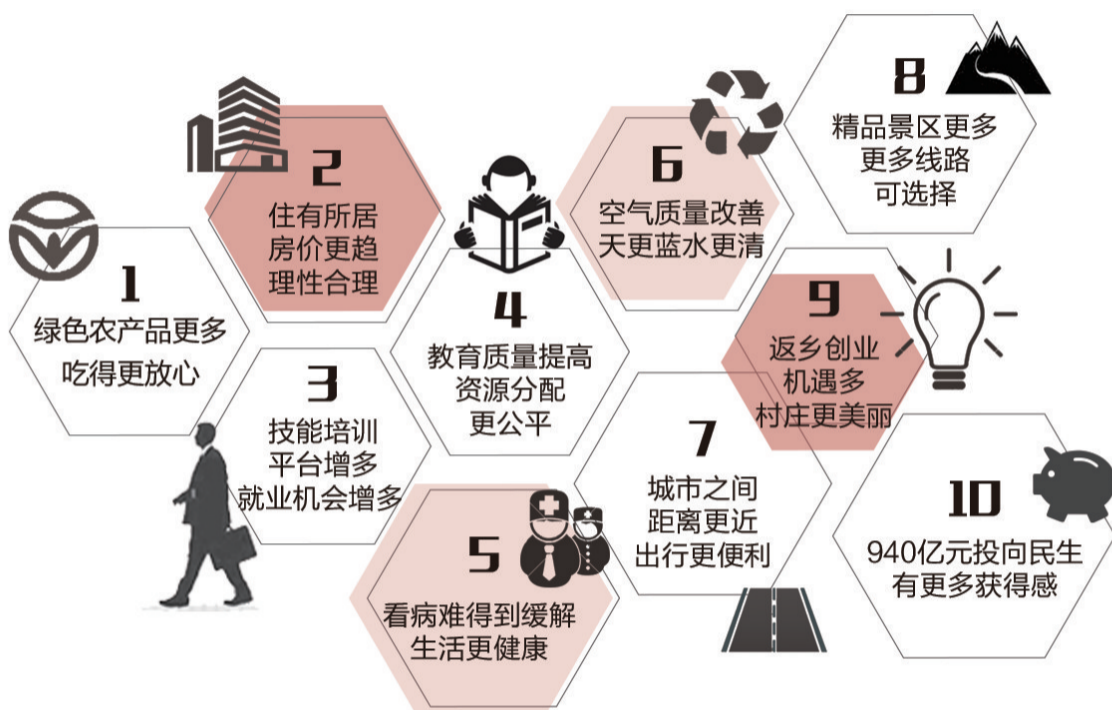 1
绿色农产品更多
吃得更放心
2
住有所居
房价更趋
理性合理
3
技能培训
平台增多
就业机会增多
4
教育质量提高
资源分配
更公平
5
看病难得到缓解
生活更健康
6
空气质量改善
天更蓝水更清
7
城市之间
距离更近
出行更便利
8
精品景区更多
更多线路
可选择
9
返乡创业
机遇多
村庄更美丽
10
940亿元投向民生
有更多获得感